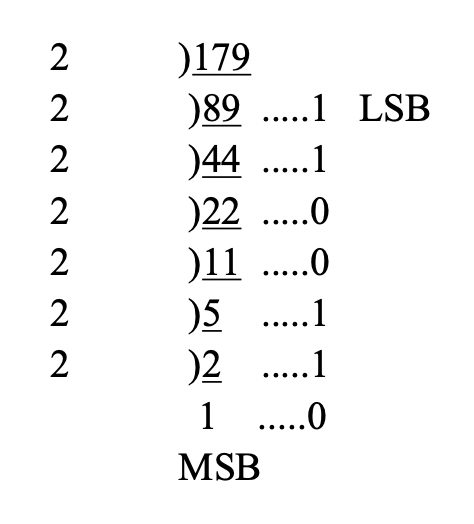 2 )179
2 )89 .....1 LSB
2 )44 .....1
2 )22 .....0
2 )11 .....0
2 )5 .....1
2 )2 .....1
1 .....0
MSB